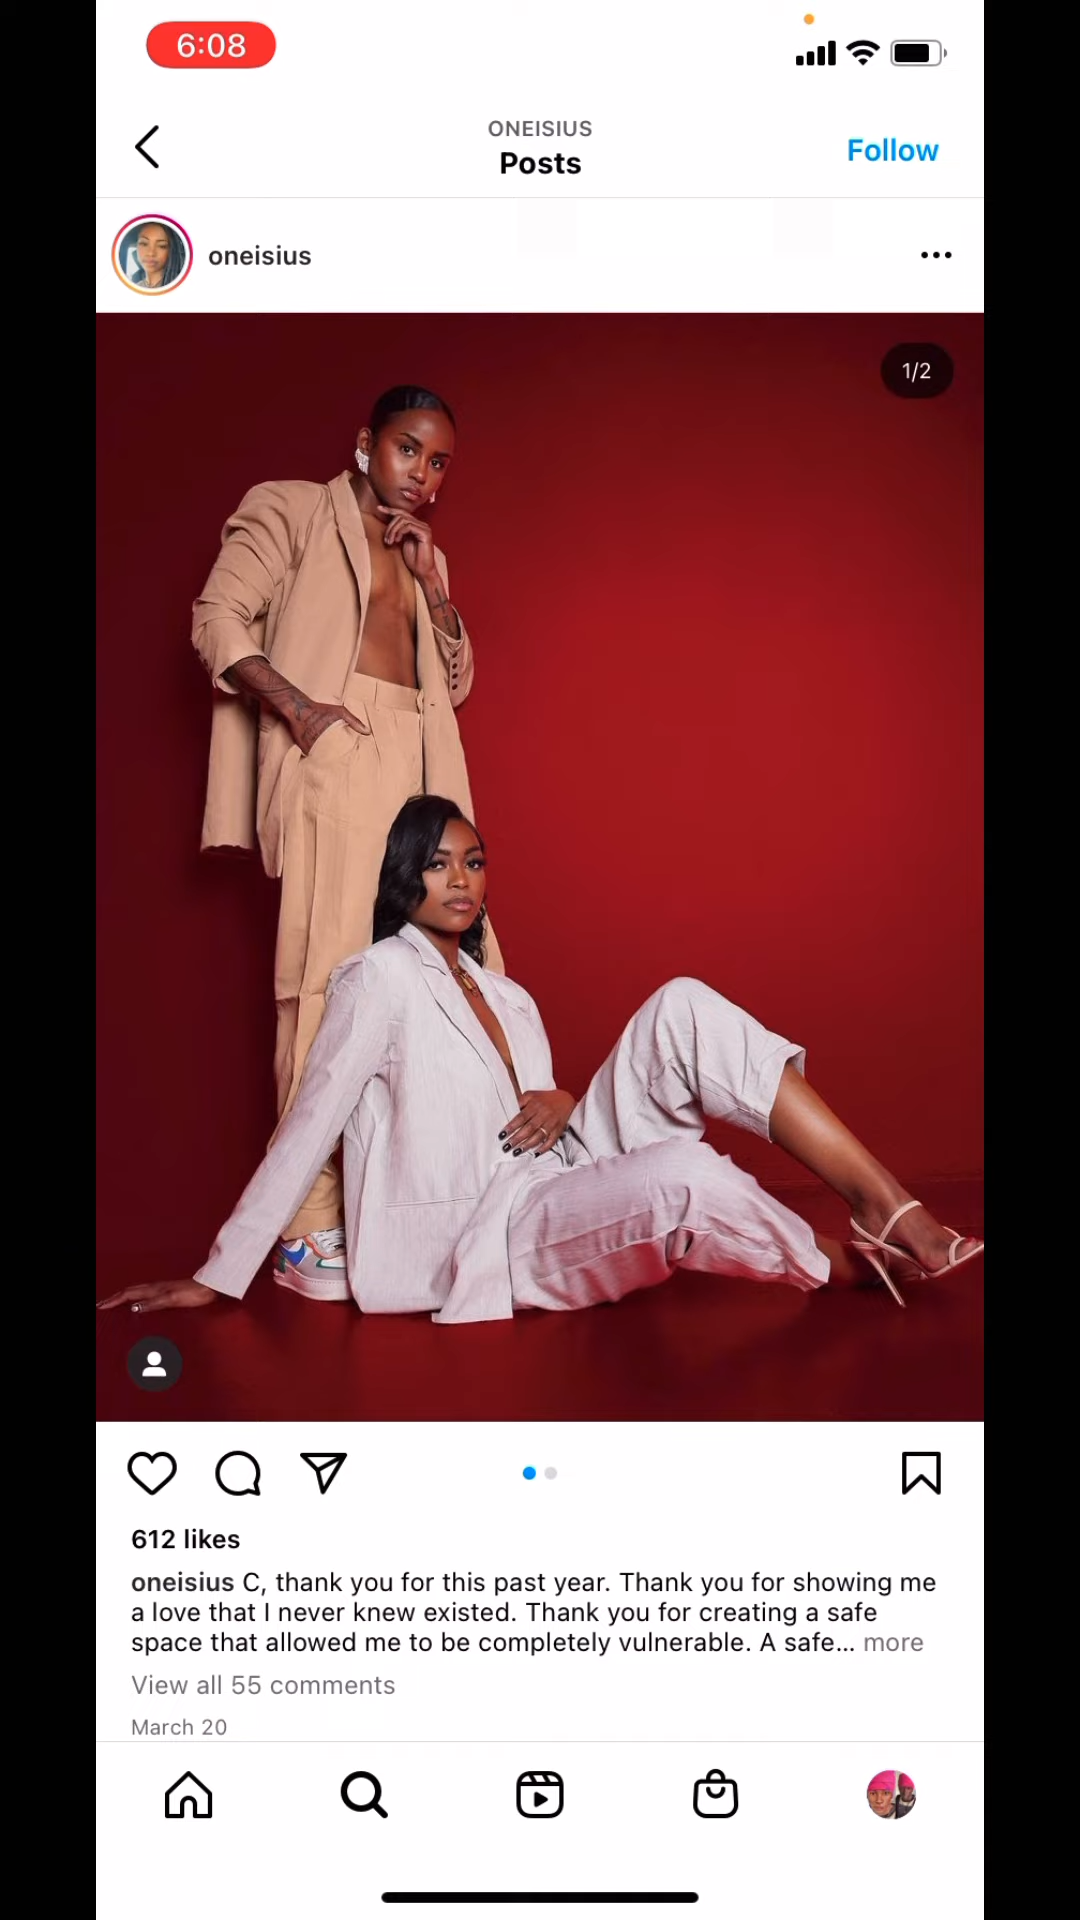 6:08
ONEISIUS
Posts
Follow
oneisius
1/2
612 likes
oneisius C, thank you for this past year. Thank you for showing me
a love that I never knew existed. Thank you for creating a safe
space that allowed me to be completely vulnerable. A safe... more
View all 55 comments
March 20